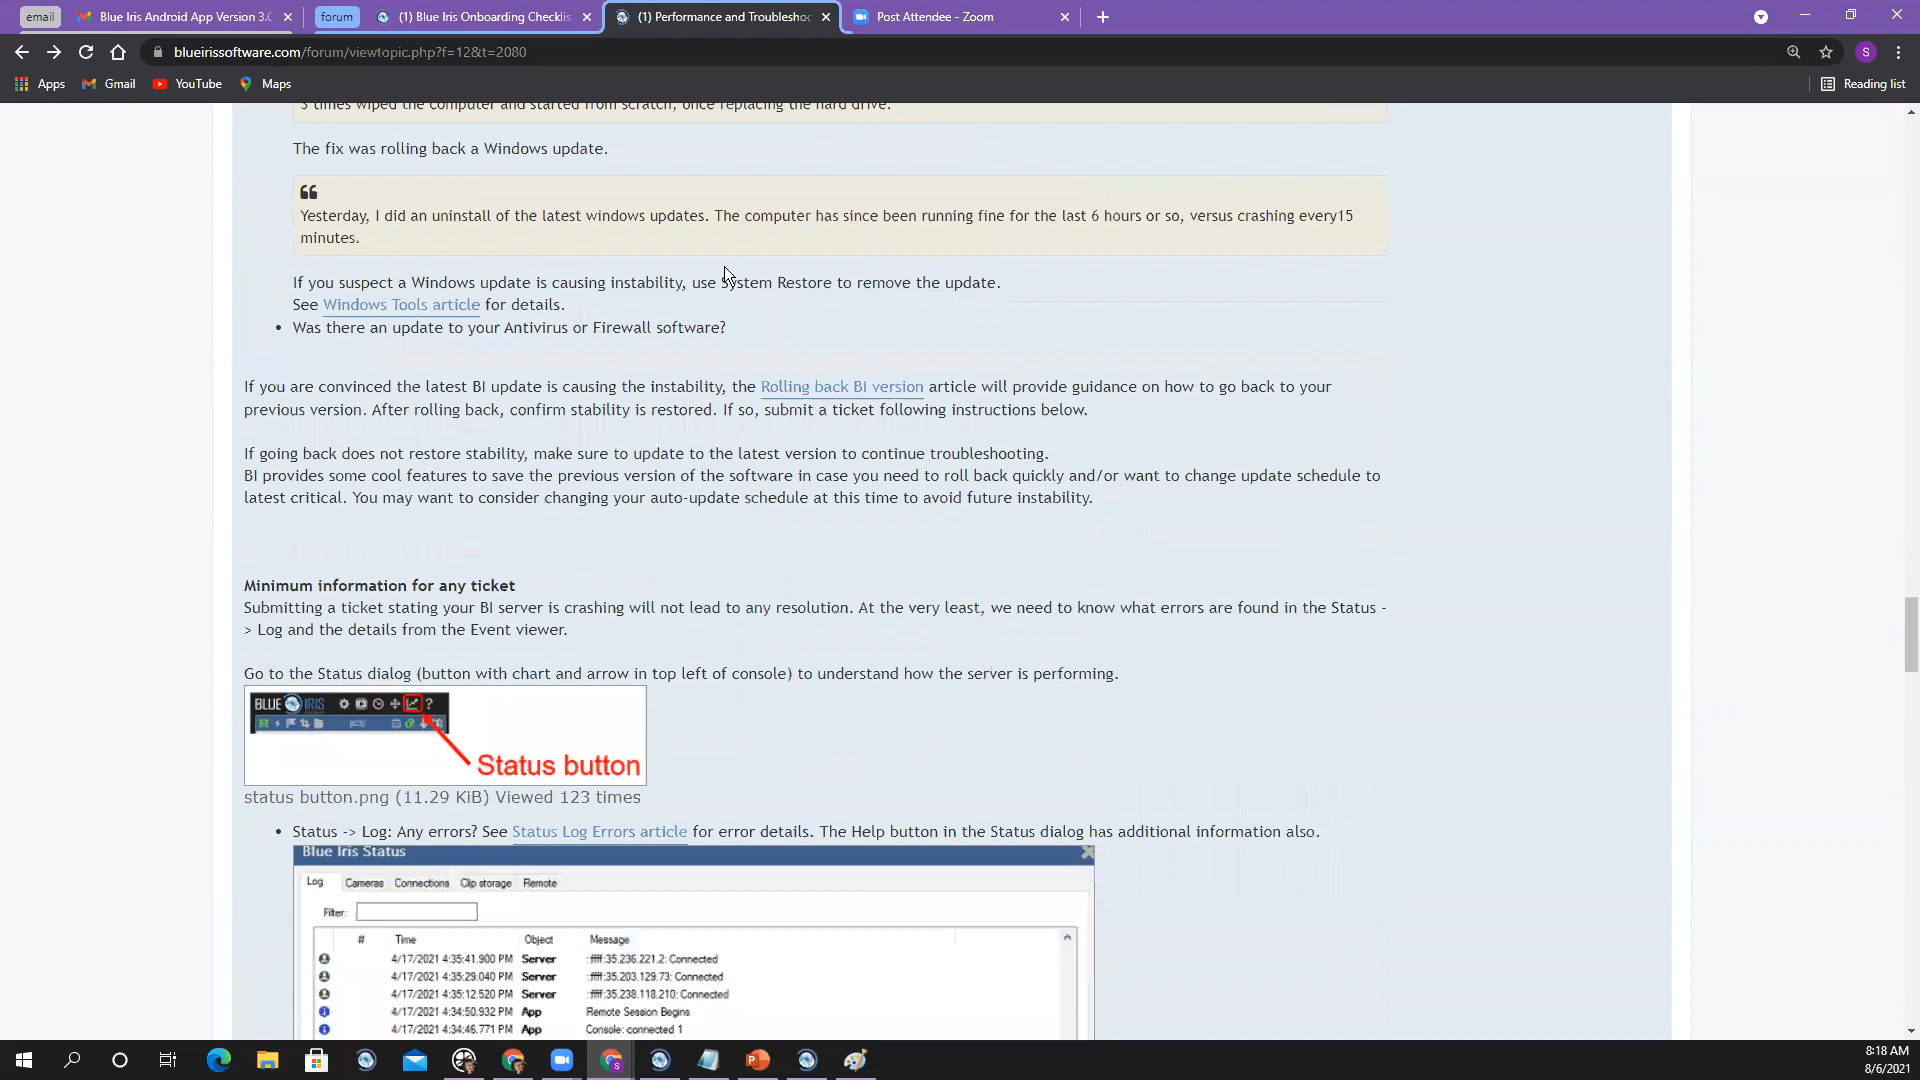 email
Blue Iris Android App Version 3.0
forum
(1) Blue Iris Onboarding Checklis
(1) Performance and Troubleshoo
Post Attendee - Zoom
blueirissoftware.com/forum/viewtopic.php?f=12&t=2080
S
Apps
Gmail
YouTube
Maps
Reading list
3 times wiped the computer and started from scratch, once replacing the hard drive.
The fix was rolling back a Windows update.
Yesterday, I did an uninstall of the latest windows updates. The computer has since been running fine for the last 6 hours or so, versus crashing every15
minutes.
If you suspect a Windows update is causing instability, use System Restore to remove the update.
See Windows Tools article for details.
• Was there an update to your Antivirus or Firewall software?
If you are convinced the latest BI update is causing the instability, the Rolling back BI version article will provide guidance on how to go back to your
previous version. After rolling back, confirm stability is restored. If so, submit a ticket following instructions below.
If going back does not restore stability, make sure to update to the latest version to continue troubleshooting.
BI provides some cool features to save the previous version of the software in case you need to roll back quickly and/or want to change update schedule to
latest critical. You may want to consider changing your auto-update schedule at this time to avoid future instability.
Minimum information for any ticket
Submitting a ticket stating your BI server is crashing will not lead to any resolution. At the very least, we need to know what errors are found in the Status -
> Log and the details from the Event viewer.
Go to the Status dialog (button with chart and arrow in top left of console) to understand how the server is performing.
BLUE IRIS
Status button
status button.png (11.29 KiB) Viewed 123 times
• Status -> Log: Any errors? See Status Log Errors article for error details. The Help button in the Status dialog has additional information also.
Blue Iris Status
Log Cameras Connections Clip storage Remote
Filter:
# Time Object Message
4/17/2021 4:35:41.900 PM Server ::ffff:35.236.221.2: Connected
4/17/2021 4:35:29.040 PM Server ::ffff:35.203.129.73: Connected
4/17/2021 4:35:12.520 PM Server ::ffff:35.238.118.210: Connected
4/17/2021 4:34:50.932 PM App Remote Session Begins
4/17/2021 4:34:46.771 PM App Console: connected 1
8:18 AM
8/6/2021